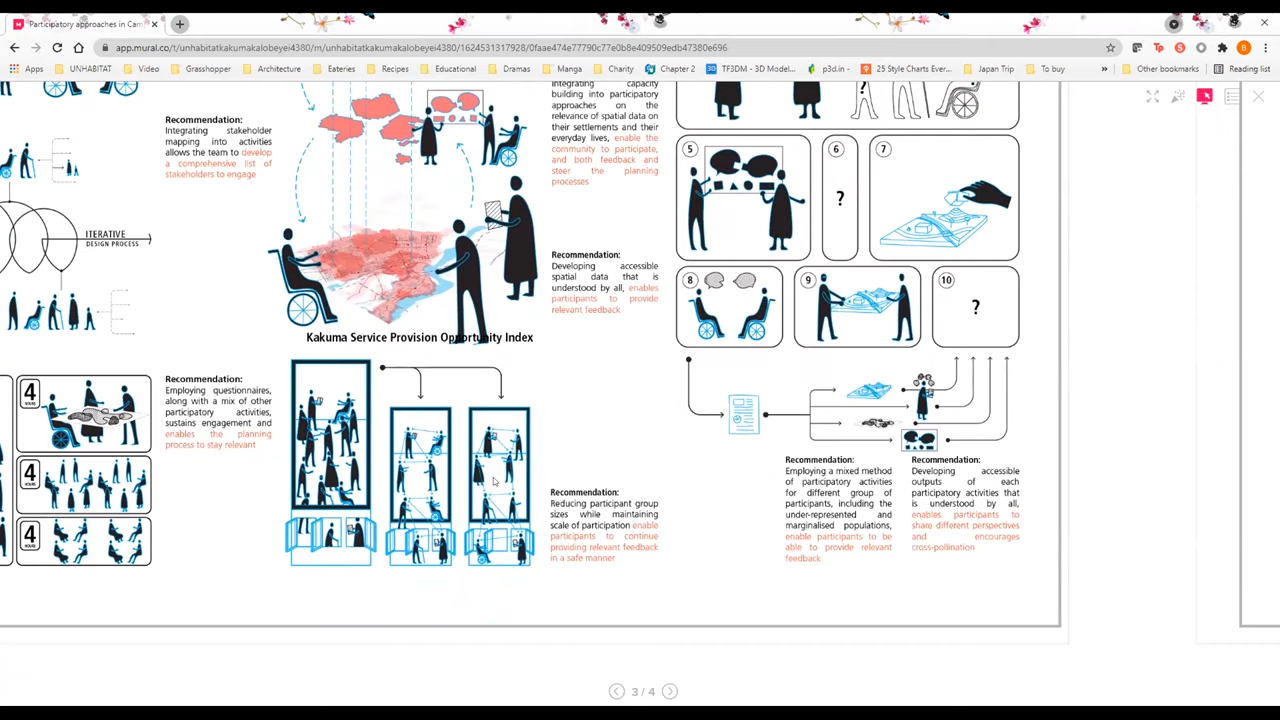 Participatory approaches in Cam
app.mural.co/t/unhabitatkakumakalobeyei4380/m/unhabitatkakumakalobeyei4380/1624531317928/0faae474e77790c77e0b8e409509edb47380e696
Apps UNHABITAT Video Grasshopper Architecture Eateries Recipes Educational Dramas Manga Charity Chapter 2 TF3DM - 3D Model... p3d.in - 25 Style Charts Ever... Japan Trip To buy » Other bookmarks Reading list
Recommendation:
Integrating stakeholder
mapping into activities
allows the team to develop
a comprehensive list of
stakeholders to engage
ITERATIVE
DESIGN PROCESS
Integrating capacity
building into participatory
approaches on the
relevance of spatial data on
their settlements and their
everyday lives, enable the
community to participate,
and both feedback and
steer the planning
processes
Recommendation:
Developing accessible
spatial data that is
understood by all, enables
participants to provide
relevant feedback
Kakuma Service Provision Opportunity Index
?
5
6
?
7
8
9
10
?
Recommendation:
Employing questionnaires,
along with a mix of other
participatory, activities,
sustains engagement and
enables the planning
process to stay relevant
4
HOURS
4
HOURS
4
HOURS
Recommendation:
Reducing participant group
sizes while maintaining
scale of participation enable
participants to continue
providing relevant feedback
in a safe manner
Recommendation:
Employing a mixed method
of participatory activities
for different group of
participants, including the
under-represented and
marginalised populations,
enable participants to be
able to provide relevant
feedback
Recommendation:
Developing accessible
outputs of each
participatory activities that
is understood by all,
enables participants to
share different perspectives
and encourages
cross-pollination
3 / 4